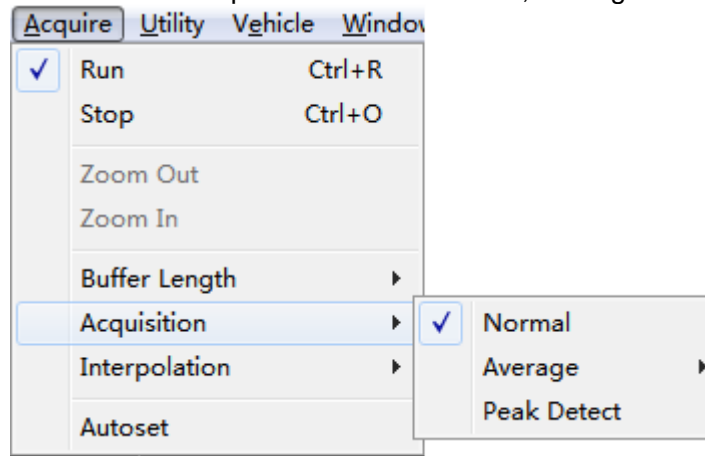 Acquire Utility Vehicle Window
Run Ctrl+R
Stop Ctrl+O
Zoom Out
Zoom In
Buffer Length
Acquisition
Normal
Interpolation
Average
Peak Detect
Autoset